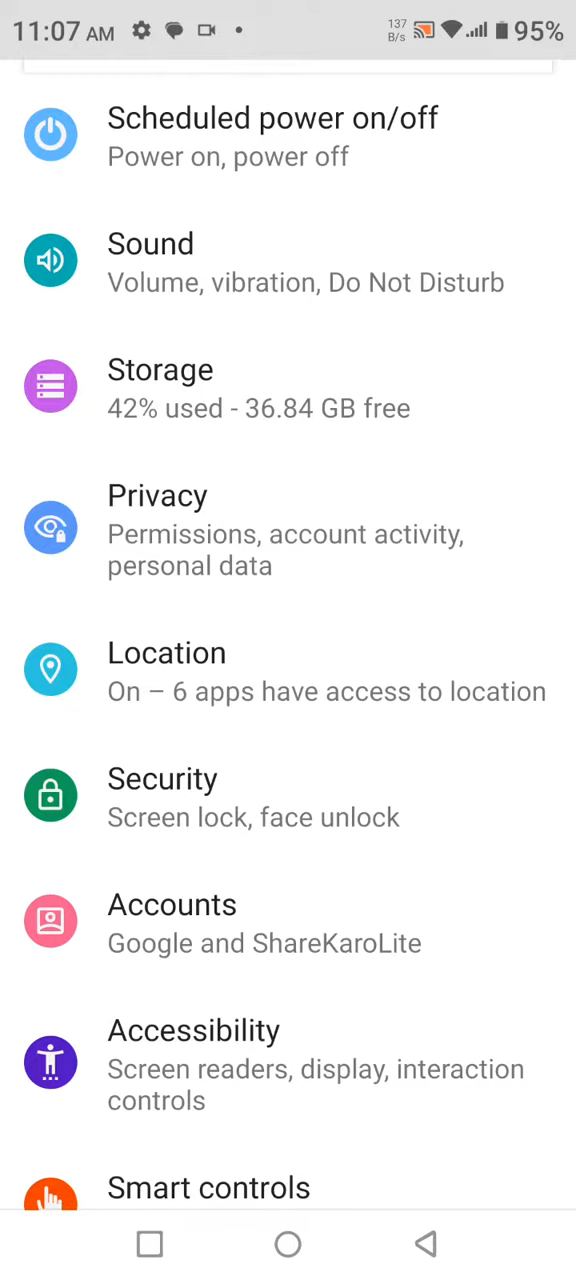 11:07 AM 137 B/s 95%
Scheduled power on/off
Power on, power off
Sound
Volume, vibration, Do Not Disturb
Storage
42% used - 36.84 GB free
Privacy
Permissions, account activity,
personal data
Location
On – 6 apps have access to location
Security
Screen lock, face unlock
Accounts
Google and ShareKaroLite
Accessibility
Screen readers, display, interaction
controls
Smart controls